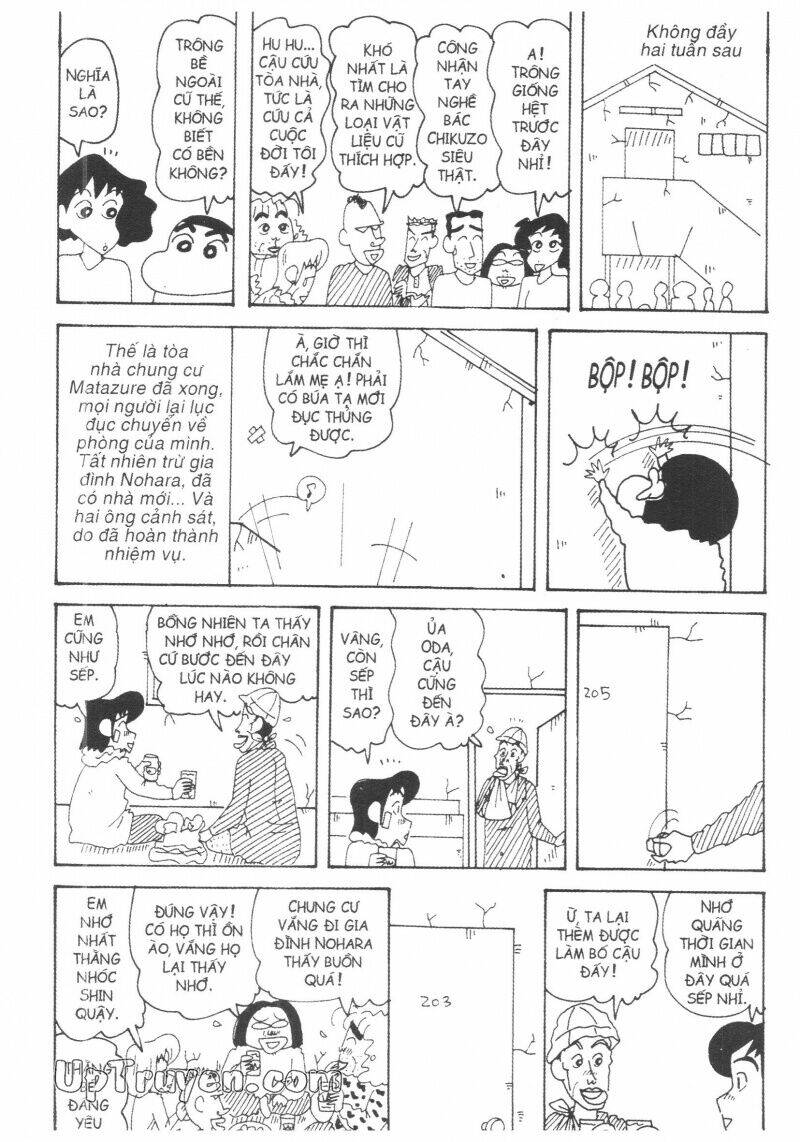 Không đầy
hai tuần sau
A!
TRÔNG
GIỐNG
HỆT
TRƯỚC
ĐÂY
NHỈ!
CÔNG
NHẬN
TAY
NGHỀ
BÁC
CHIKUZO
SIÊU
THẬT.
KHÓ
NHẤT LÀ
TÌM CHO
RA NHỮNG
LOẠI VẬT
LIỆU CŨ
THÍCH HỢP.
HU HU...
CẬU CỨU
TÒA NHÀ,
TỨC LÀ
CỨU CẢ
CUỘC
ĐỜI TÔI
ĐẤY!
TRÔNG
BỀ
NGOÀI
CŨ THẾ,
KHÔNG
BIẾT
CÓ BỀN
KHÔNG?
NGHĨA
LÀ
SAO?
BỘP! BỘP!
À, GIỜ THÌ
CHẮC CHẮN
LẮM MẸ Ạ! PHẢI
CÓ BÚA TẠ MỚI
ĐỤC THỦNG
ĐƯỢC.
Thế là tòa
nhà chung cư
Matazure đã xong,
mọi người lại lục
đục chuyển về
phòng của mình.
Tất nhiên trừ gia
đình Nohara, đã
có nhà mới... Và
hai ông cảnh sát,
do đã hoàn thành
nhiệm vụ.
205
ỦA
ODA,
CẬU
CŨNG
ĐẾN
ĐÂY À?
VÂNG,
CÒN
SẾP
THÌ
SAO?
BỖNG NHIÊN TA THẤY
NHỚ NHỚ, RỒI CHÂN
CỨ BƯỚC ĐẾN ĐÂY
LÚC NÀO KHÔNG
HAY.
EM
CŨNG
NHƯ
SẾP.
NHỚ
QUÃNG
THỜI GIAN
MÌNH Ở
ĐÂY QUÁ
SẾP NHỈ.
Ừ, TA LẠI
THÈM ĐƯỢC
LÀM BỐ CẬU
ĐẤY!
203
CHUNG CƯ
VẮNG ĐI GIA
ĐÌNH NOHARA
THẤY BUỒN
QUÁ!
ĐÚNG VẬY!
CÓ HỌ THÌ ỒN
ÀO, VẮNG HỌ
LẠI THẤY
NHỚ.
EM
NHỚ
NHẤT
THẰNG
NHÓC
SHIN
QUẬY.
ĐÁNG
YÊU
UpTruyen.com